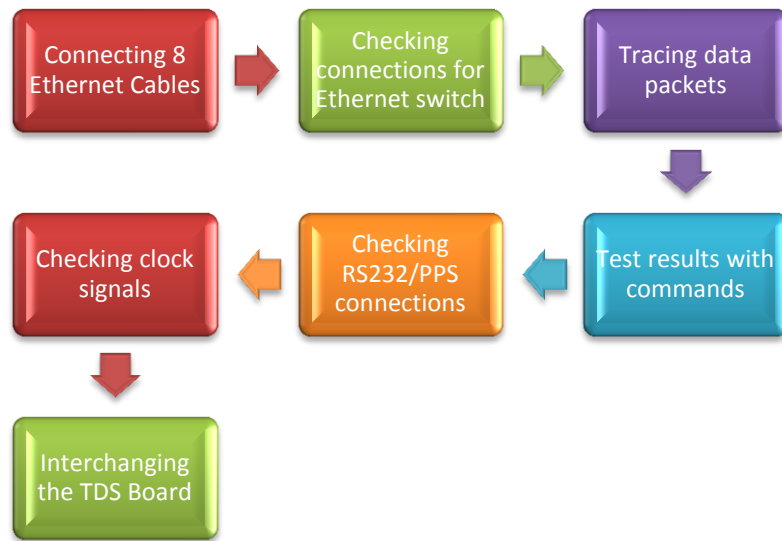 Connecting 8
Ethernet Cables
Checking
connections for
Ethernet switch
Tracing data
packets
Test results with
commands
Checking
RS232/PPS
connections
Checking clock
signals
Interchanging
the TDS Board